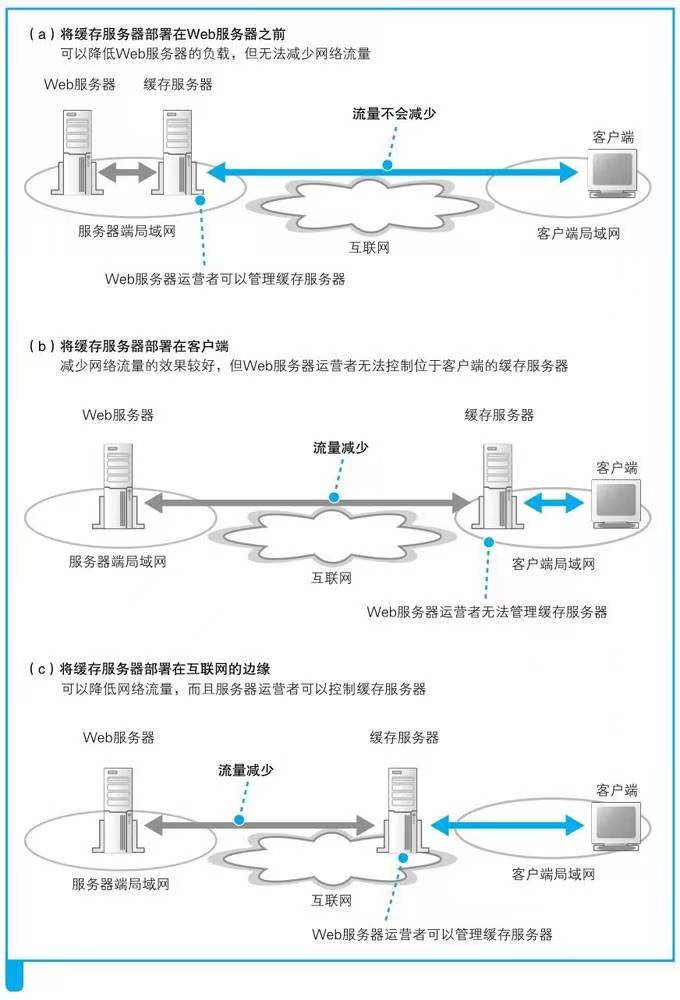 （a）将缓存服务器部署在Web服务器之前
可以降低Web服务器的负载，但无法减少网络流量
Web服务器
缓存服务器
流量不会减少
客户端
服务器端局域网
互联网
客户端局域网
Web服务器运营者可以管理缓存服务器
（b）将缓存服务器部署在客户端
减少网络流量的效果较好，但Web服务器运营者无法控制位于客户端的缓存服务器
Web服务器
缓存服务器
流量减少
客户端
服务器端局域网
互联网
客户端局域网
Web服务器运营者无法管理缓存服务器
（c）将缓存服务器部署在互联网的边缘
可以降低网络流量，而且服务器运营者可以控制缓存服务器
Web服务器
缓存服务器
流量减少
客户端
服务器端局域网
互联网
客户端局域网
Web服务器运营者可以管理缓存服务器